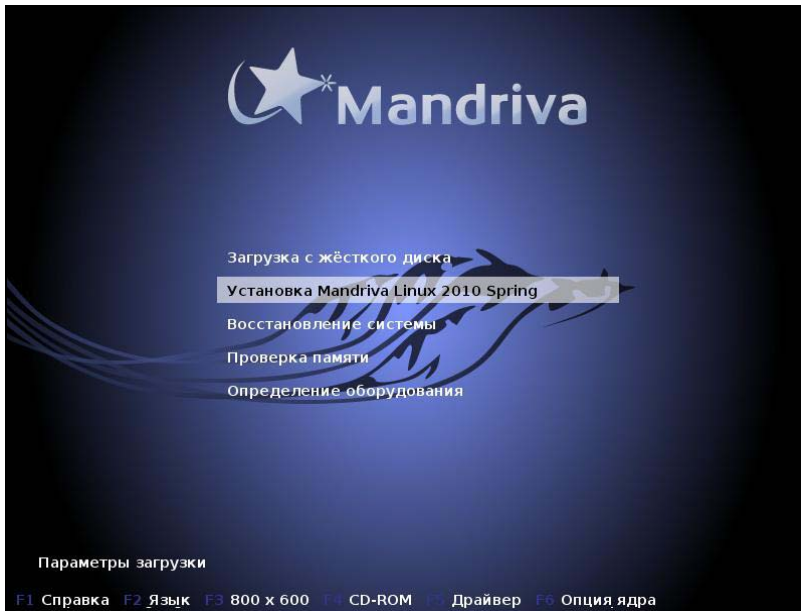 Mandriva
Загрузка с жёсткого диска
Установка Mandriva Linux 2010 Spring
Восстановление системы
Проверка памяти
Определение оборудования
Параметры загрузки
F1 Справка F2 Язык F3 800 x 600 F4 CD-ROM F5 Драйвер F6 Опция ядра